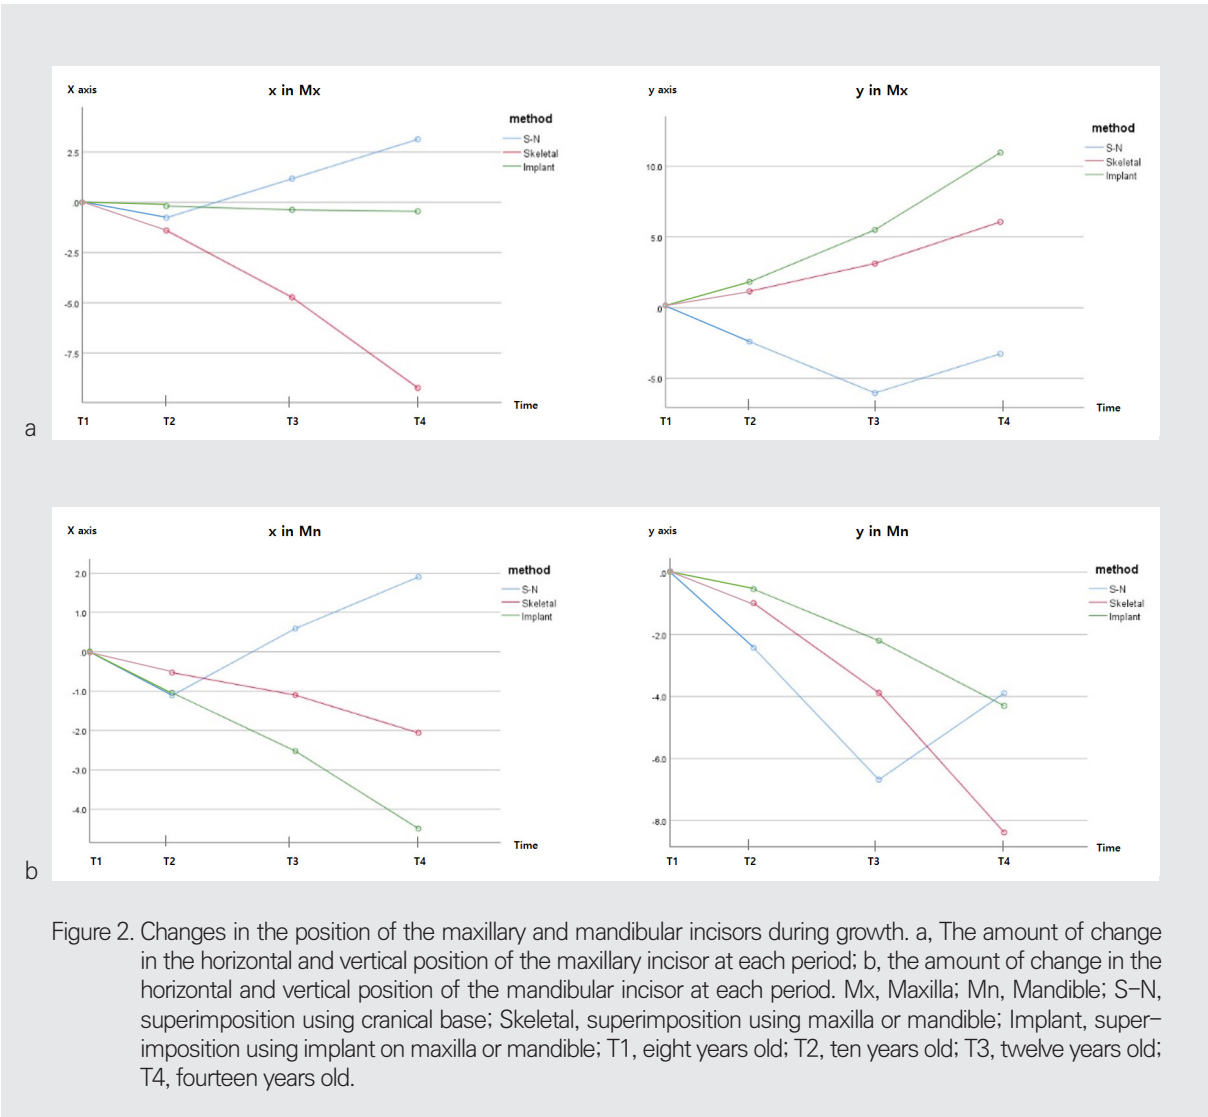 X axis
x in Mx
method
S-N
Skeletal
Implant
2.5
.0
-2.5
-5.0
-7.5
Time
T1
T2
T3
T4
y axis
y in Mx
method
S-N
Skeletal
Implant
10.0
5.0
.0
-5.0
Time
T1
T2
T3
T4
a
X axis
x in Mn
method
S-N
Skeletal
Implant
2.0
1.0
.0
-1.0
-2.0
-3.0
-4.0
Time
T1
T2
T3
T4
y axis
y in Mn
method
S-N
Skeletal
Implant
.0
-2.0
-4.0
-6.0
-8.0
Time
T1
T2
T3
T4
b
Figure 2. Changes in the position of the maxillary and mandibular incisors during growth. a, The amount of change
in the horizontal and vertical position of the maxillary incisor at each period; b, the amount of change in the
horizontal and vertical position of the mandibular incisor at each period. Mx, Maxilla; Mn, Mandible; S-N,
superimposition using cranical base; Skeletal, superimposition using maxilla or mandible; Implant, super-
imposition using implant on maxilla or mandible; T1, eight years old; T2, ten years old; T3, twelve years old;
T4, fourteen years old.